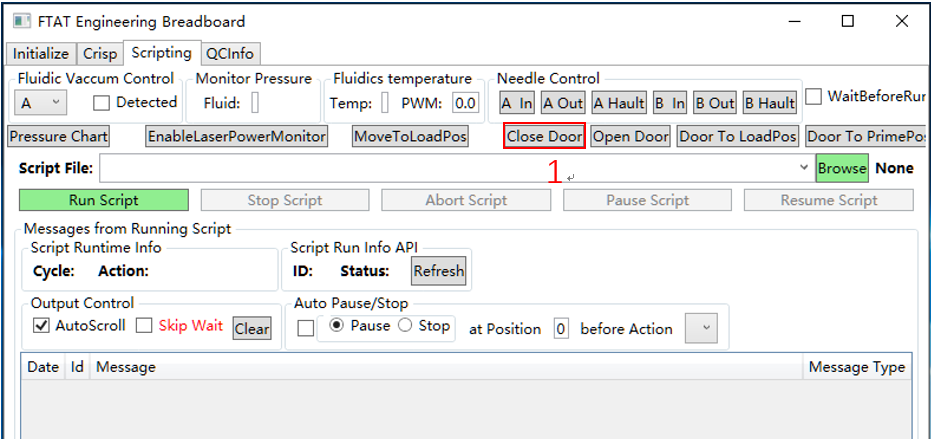 FTAT Engineering Breadboard
Initialize Crisp Scripting QCInfo
Fluidic Vaccum Control Monitor Pressure Fluidics temperature Needle Control
A Detected Fluid: Temp: PWM: 0.0 A In A Out A Hault B In B Out B Hault WaitBeforeRun
Pressure Chart EnableLaserPowerMonitor MoveToLoadPos Close Door Open Door Door To LoadPos Door To PrimePos
Script File: Browse None
1
Run Script Stop Script Abort Script Pause Script Resume Script
Messages from Running Script
Script Runtime Info Script Run Info API
Cycle: Action: ID: Status: Refresh
Output Control Auto Pause/Stop
AutoScroll Skip Wait Clear Pause Stop at Position 0 before Action
Date Id Message Message Type